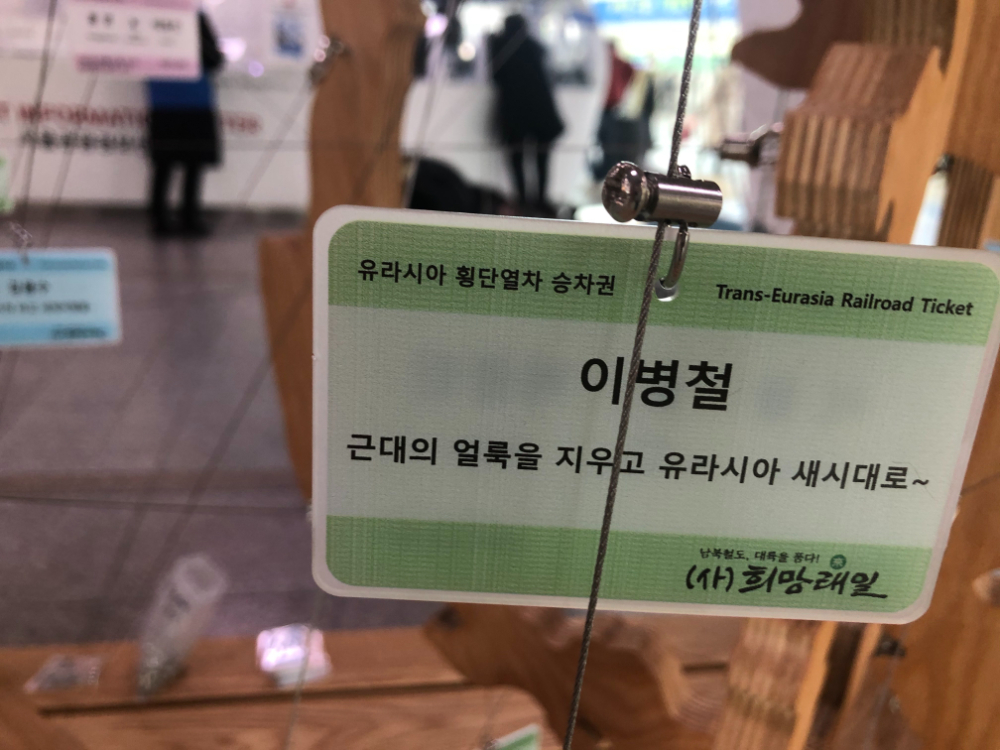 유라시아 횡단열차 승차권
Trans-Eurasia Railroad Ticket
이병철
근대의 얼룩을 지우고 유라시아 새시대로~
남북철도, 대륙을 품다!
(사)희망래일